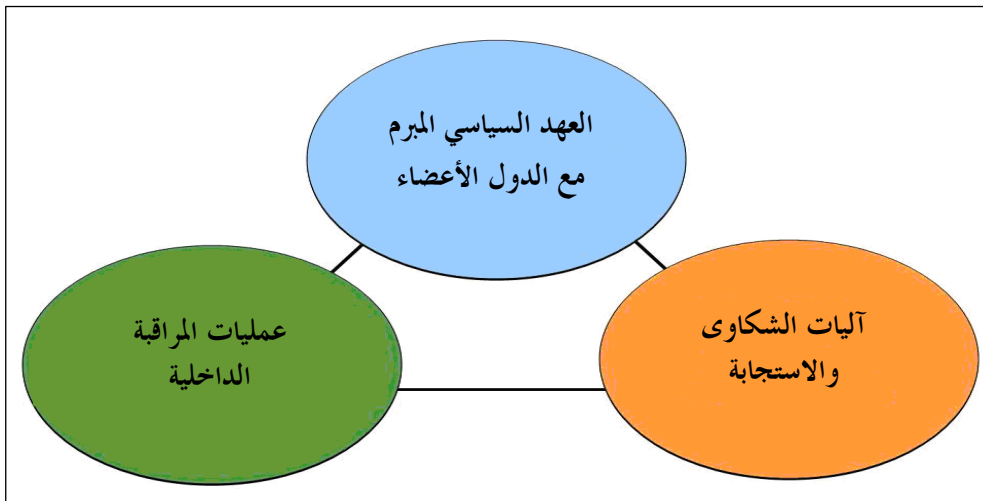 العهد السياسي المبرم
مع الدول الأعضاء
آليات الشكاوى
والاستجابة
عمليات المراقبة
الداخلية